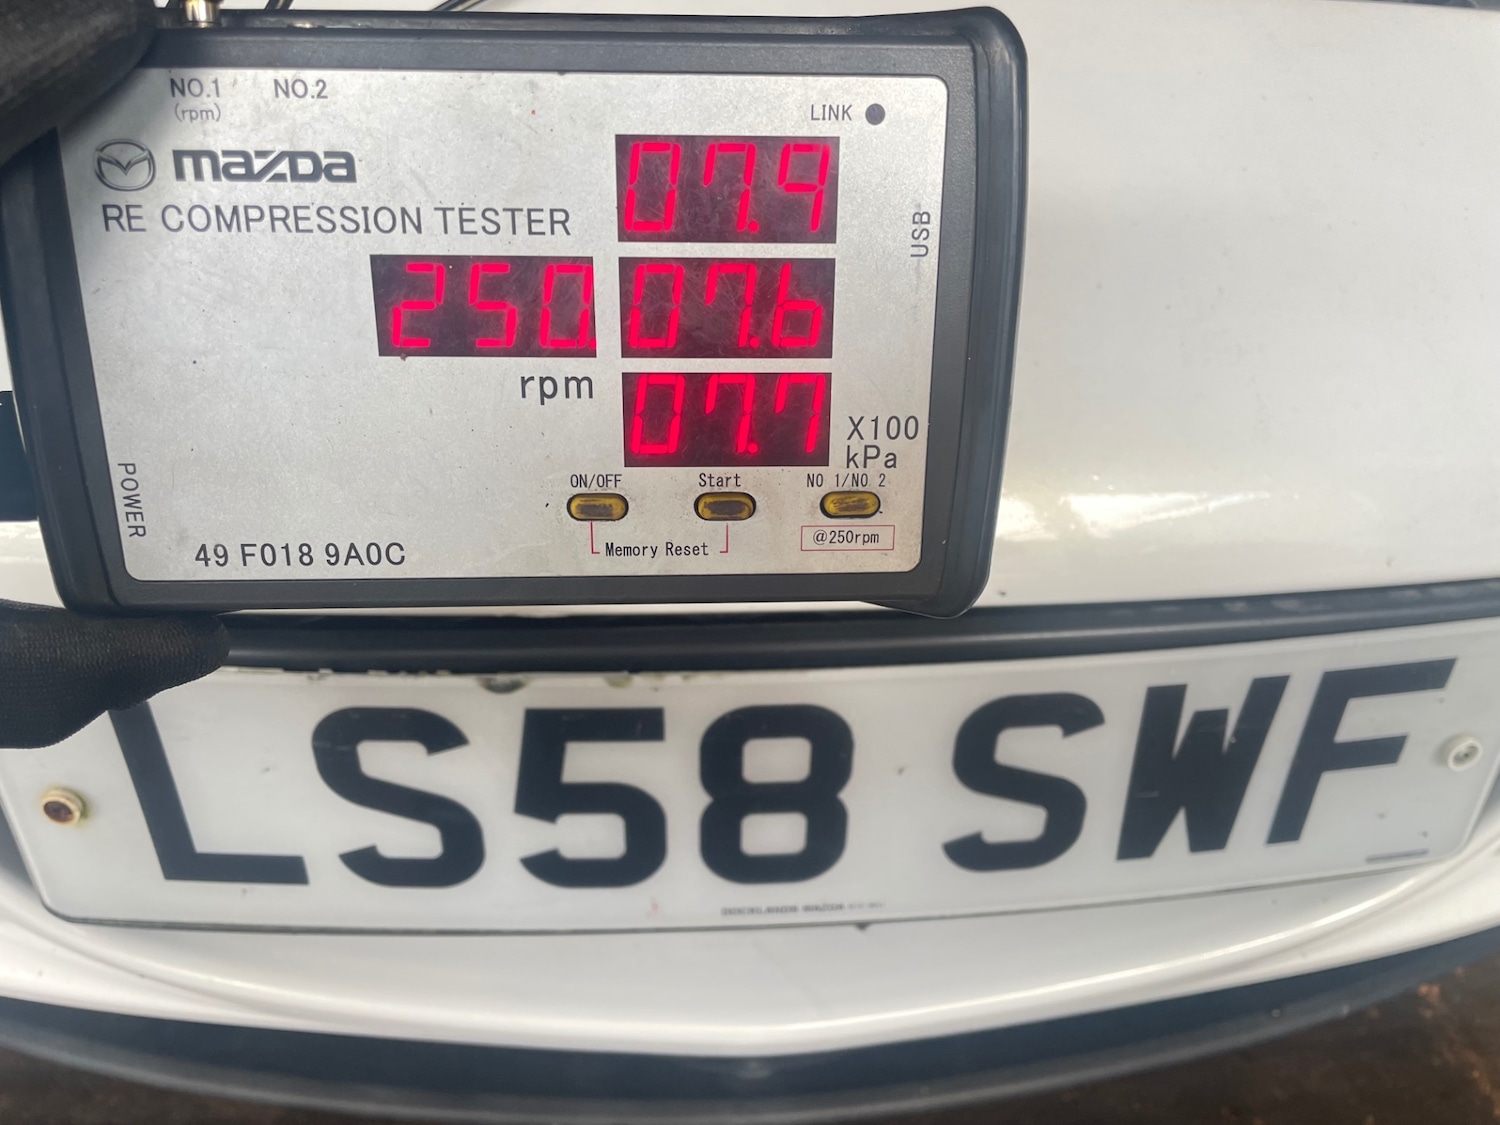 NO.1 NO.2
(rpm)
LINK
mazda
RE COMPRESSION TESTER
07.9
USB
250.
07.6
rpm
07.7
X100
kPa
ON/OFF Start NO 1/NO 2
POWER
@250rpm
Memory Reset
49 F018 9A0C
LS58 SWF